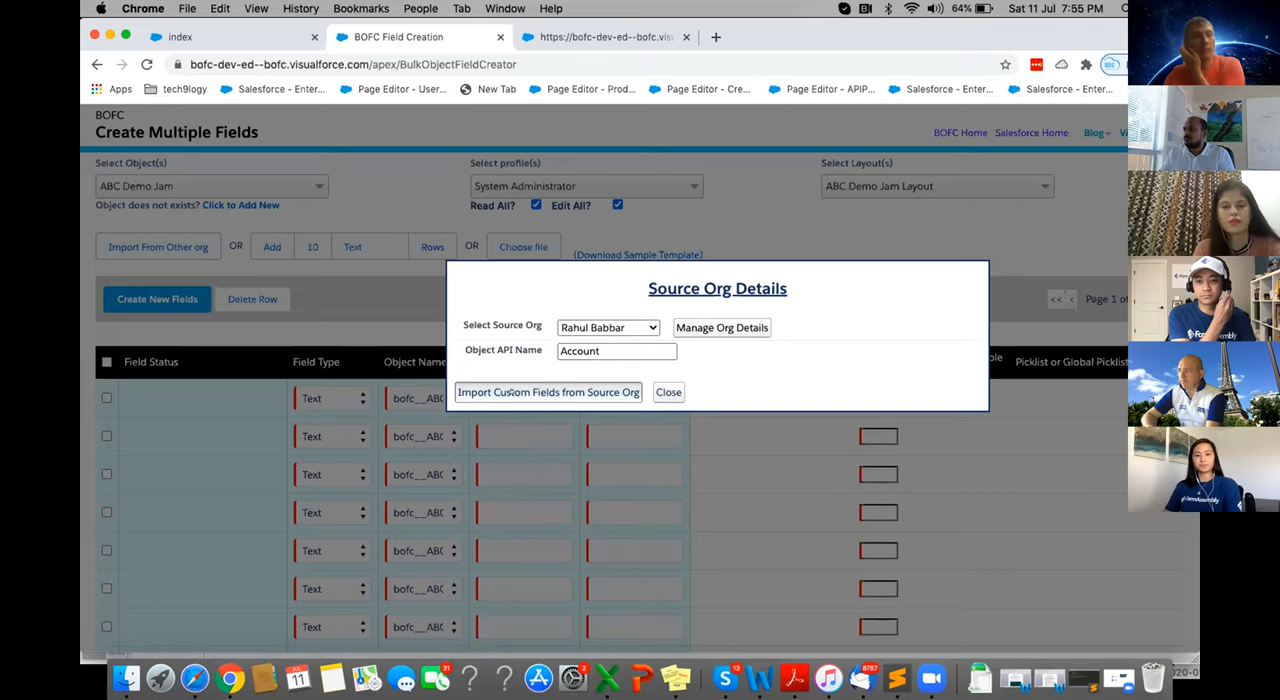 Chrome File Edit View History Bookmarks People Tab Window Help 64% Sat 11 Jul 7:55 PM
index BOFC Field Creation https://bofc-dev-ed--bofc.vis
bofc-dev-ed--bofc.visualforce.com/apex/BulkObjectFieldCreator
Apps tech9logy Salesforce - Enter... Page Editor - User... New Tab Page Editor - Prod... Page Editor - Cre... Page Editor - APIP... Salesforce - Enter... Salesforce - Enter...
BOFC
Create Multiple Fields
BOFC Home Salesforce Home Blog
Select Object(s) Select profile(s) Select Layout(s)
ABC Demo Jam System Administrator ABC Demo Jam Layout
Object does not exists? Click to Add New Read All? Edit All?
Import From Other org OR Add 10 Text Rows OR Choose file (Download Sample Template)
Source Org Details
Create New Fields Delete Row << < Page 1 of
Select Source Org Rahul Babbar Manage Org Details
Object API Name Account
Field Status Field Type Object Name Picklist or Global Picklist
Import Custom Fields from Source Org Close
Text bofc__ABC
Text bofc__ABC
Text bofc__ABC
Text bofc__ABC
Text bofc__ABC
Text bofc__ABC
Text bofc__ABC